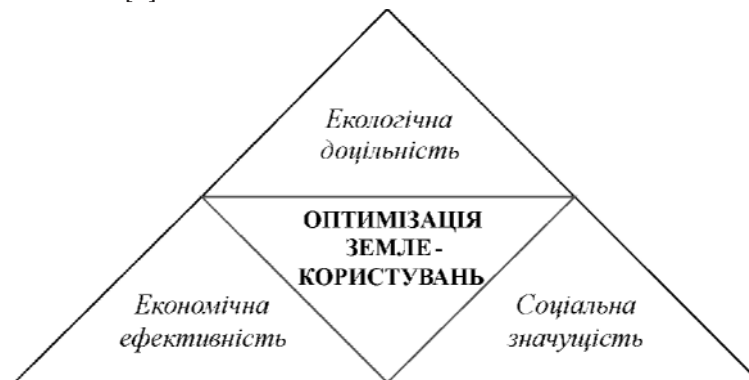 Екологічна
доцільність
ОПТИМІЗАЦІЯ
ЗЕМЛЕ-
КОРИСТУВАНЬ
Економічна
ефективність
Соціальна
значущість